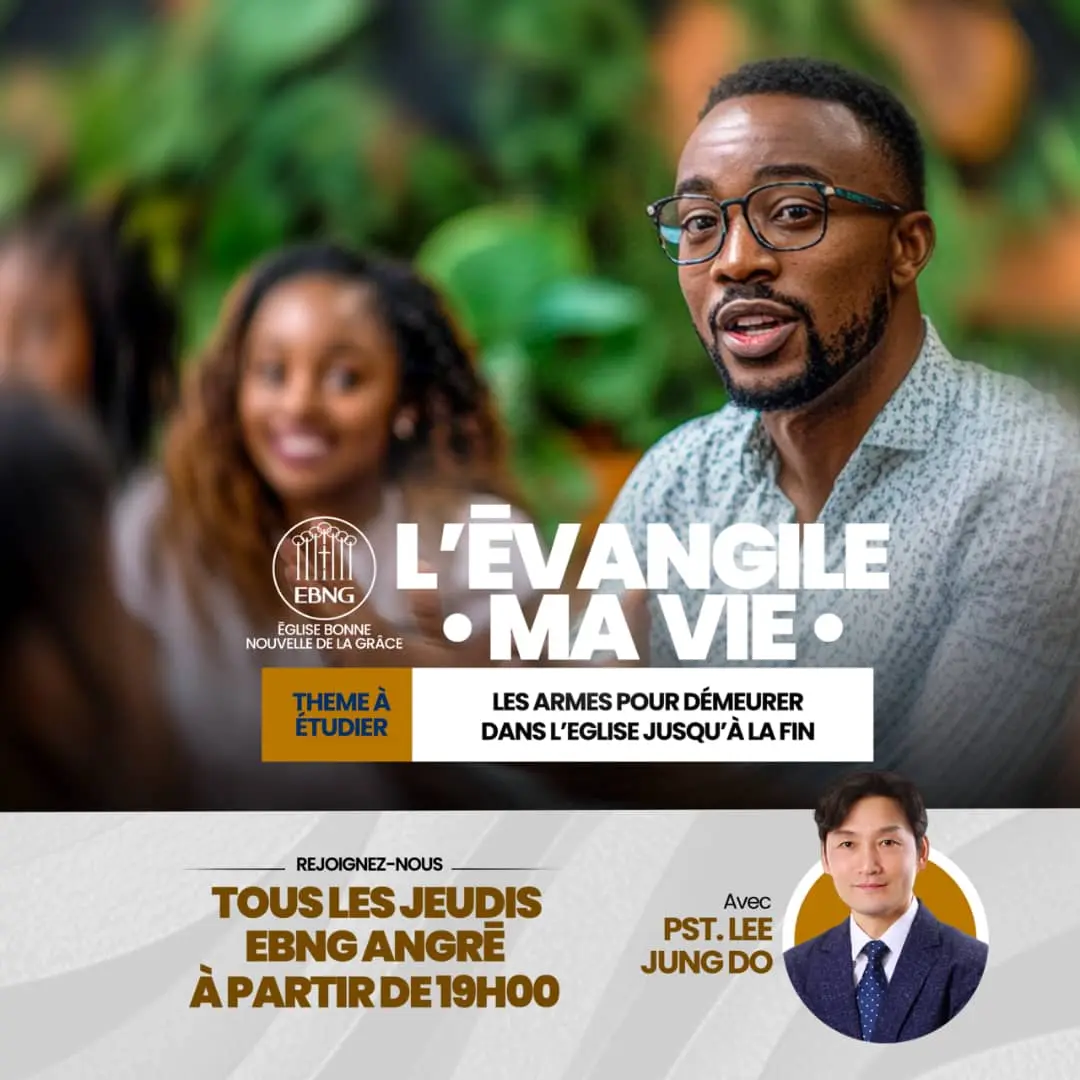 EBNG
ÉGLISE BONNE
NOUVELLE DE LA GRÂCE
L'ĒVANGILE
• MA VIE •
THEME À
ÉTUDIER
LES ARMES POUR DÉMEURER
DANS L'EGLISE JUSQU'À LA FIN
REJOIGNEZ-NOUS
TOUS LES JEUDIS
EBNG ANGRĒ
À PARTIR DE 19H00
Avec
PST. LEE
JUNG DO